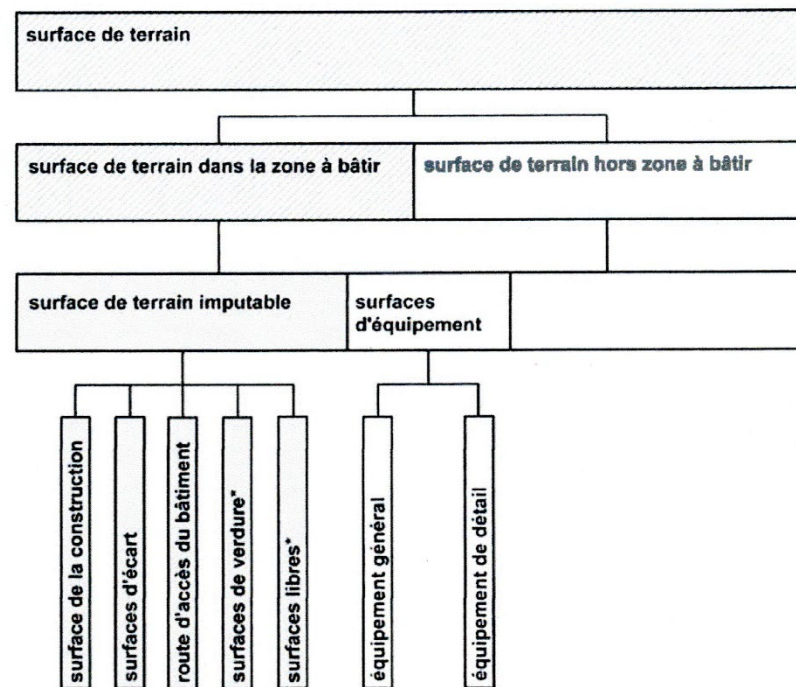 surface de terrain
surface de terrain dans la zone à bâtir
surface de terrain hors zone à bâtir
surface de terrain imputable
surfaces
d'équipement
surface de la construction
surfaces d'écart
route d'accès du bâtiment
surfaces de verdure*
surfaces libres*
équipement général
équipement de détail